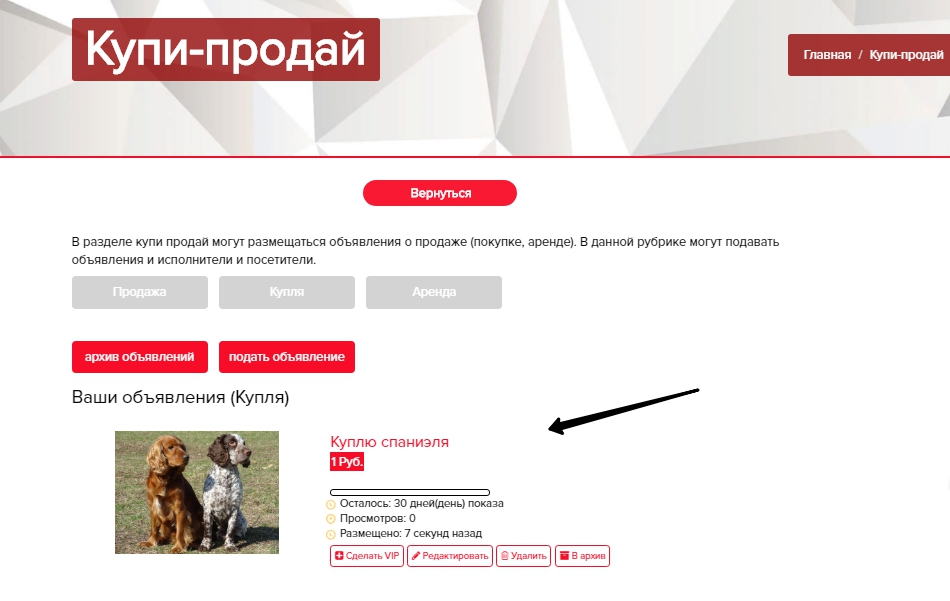 Купи-продай
Главная / Купи-продай
Вернуться
В разделе купи продай могут размещаться объявления о продаже (покупке, аренде). В данной рубрике могут подавать
объявления и исполнители и посетители.
Продажа Купля Аренда
архив объявлений подать объявление
Ваши объявления (Купля)
Куплю спаниэля
1 Руб.
Осталось: 30 дней(день) показа
Просмотров: 0
Размещено: 7 секунд назад
Сделать VIP Редактировать Удалить В архив